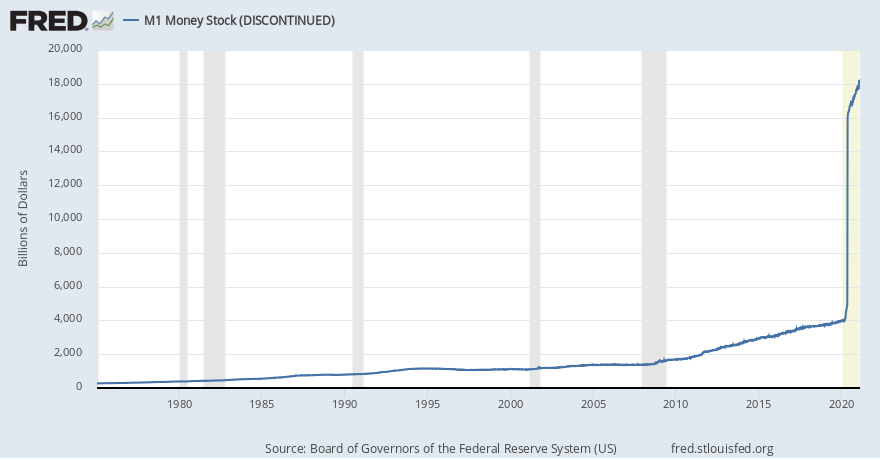 FRED
M1 Money Stock (DISCONTINUED)
20,000
18,000
16,000
14,000
12,000
10,000
8,000
6,000
4,000
2,000
0
Billions of Dollars
1980 1985 1990 1995 2000 2005 2010 2015 2020
Source: Board of Governors of the Federal Reserve System (US) fred.stlouisfed.org